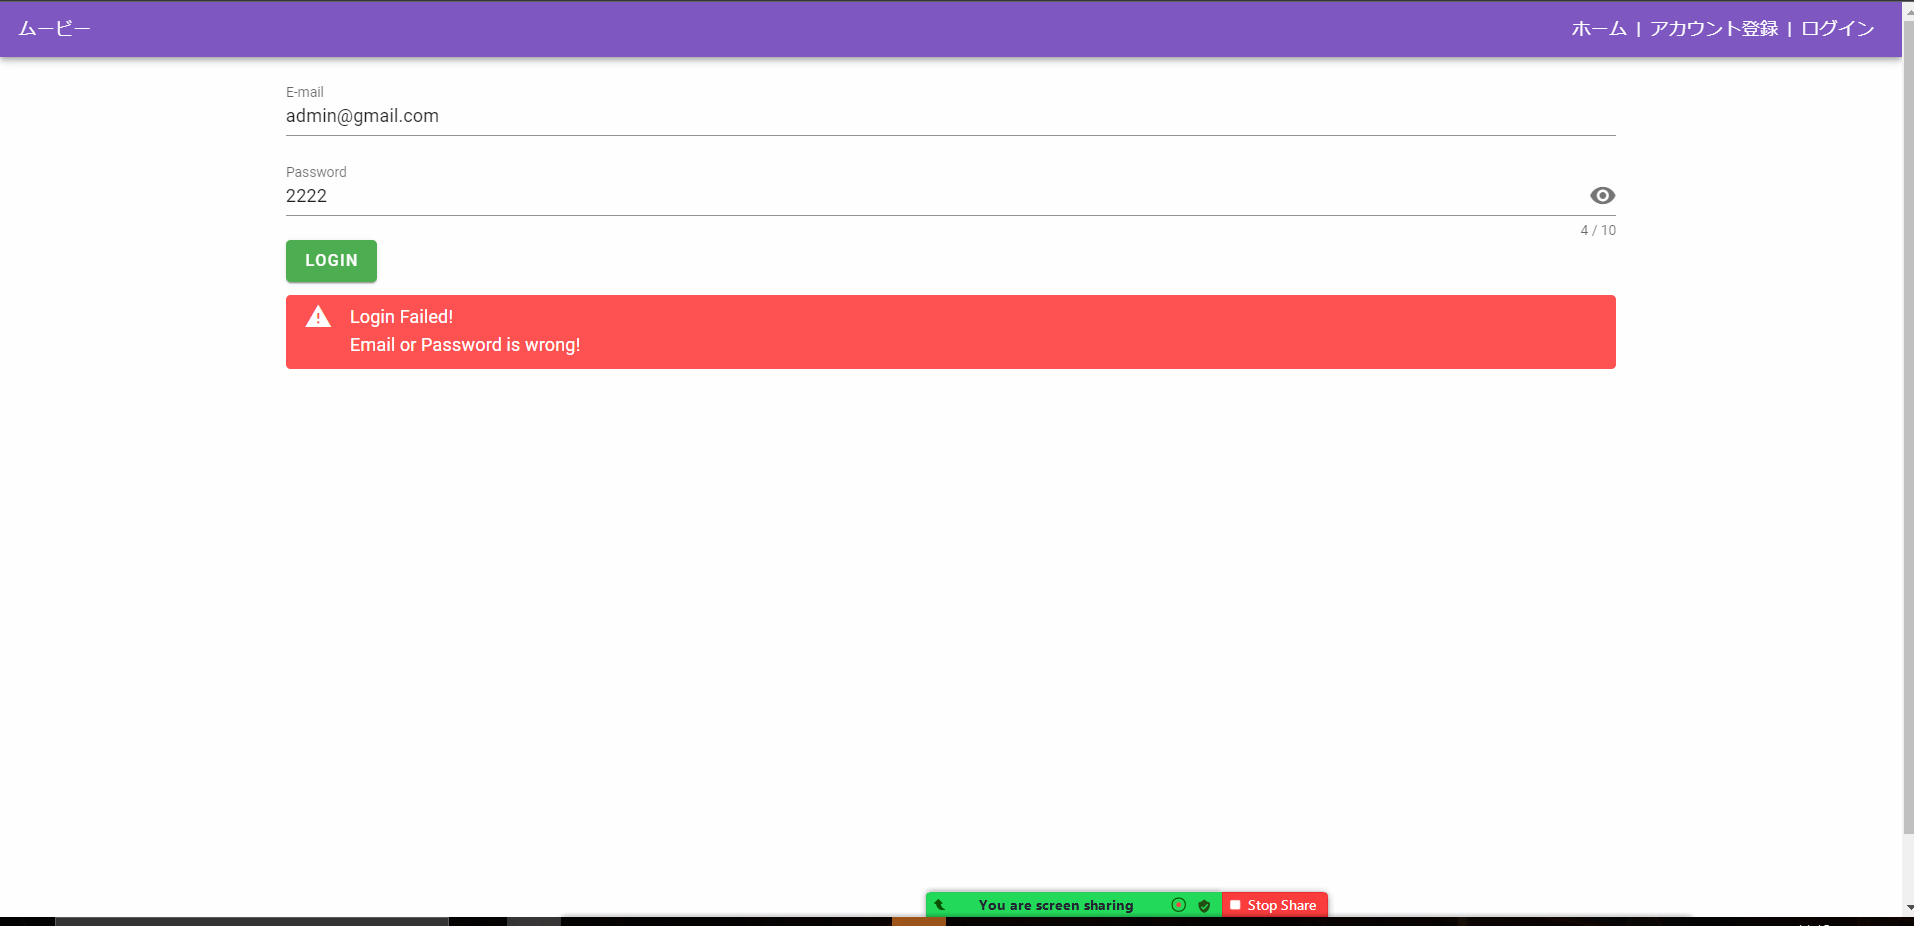 ムービー
ホーム | アカウント登録 | ログイン
E-mail
admin@gmail.com
Password
2222
4 / 10
LOGIN
Login Failed!
Email or Password is wrong!
You are screen sharing
Stop Share